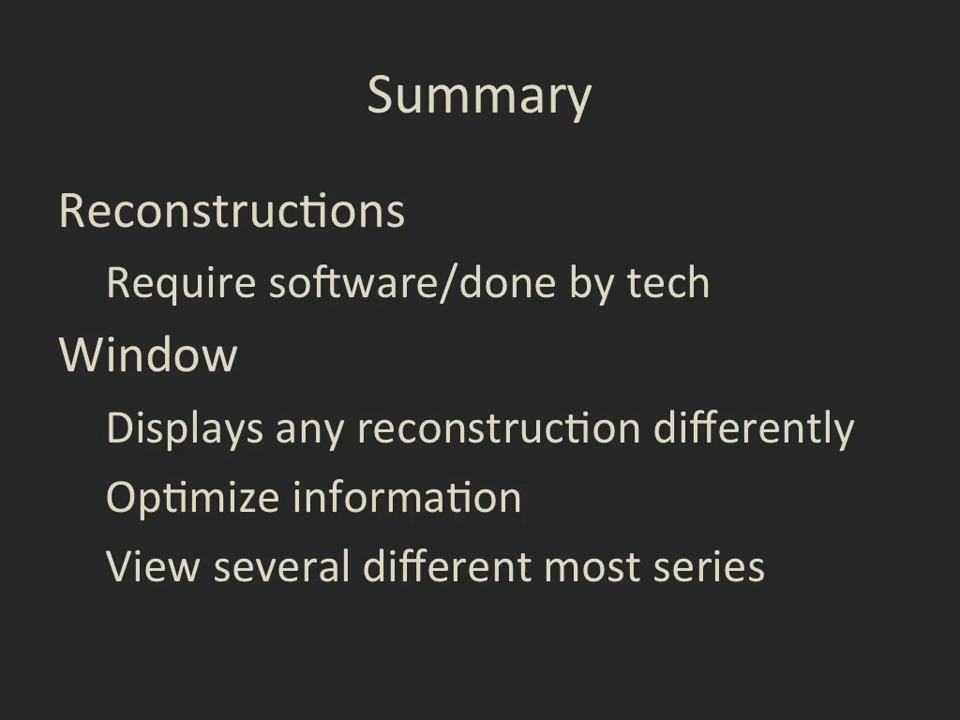 Summary
Reconstructions
Require software/done by tech
Window
Displays any reconstruction differently
Optimize information
View several different most series